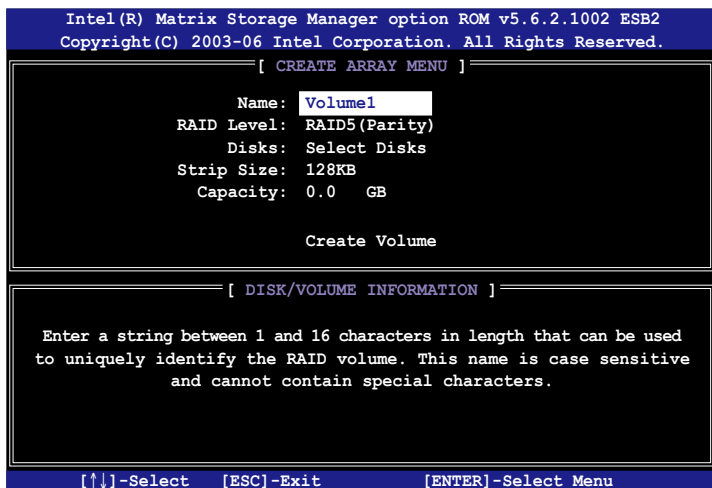 Intel(R) Matrix Storage Manager option ROM v5.6.2.1002 ESB2
Copyright(C) 2003-06 Intel Corporation. All Rights Reserved.
[ CREATE ARRAY MENU ]
Name: Volume1
RAID Level: RAID5(Parity)
Disks: Select Disks
Strip Size: 128KB
Capacity: 0.0 GB
Create Volume
[ DISK/VOLUME INFORMATION ]
Enter a string between 1 and 16 characters in length that can be used
to uniquely identify the RAID volume. This name is case sensitive
and cannot contain special characters.
[↑↓]-Select [ESC]-Exit [ENTER]-Select Menu